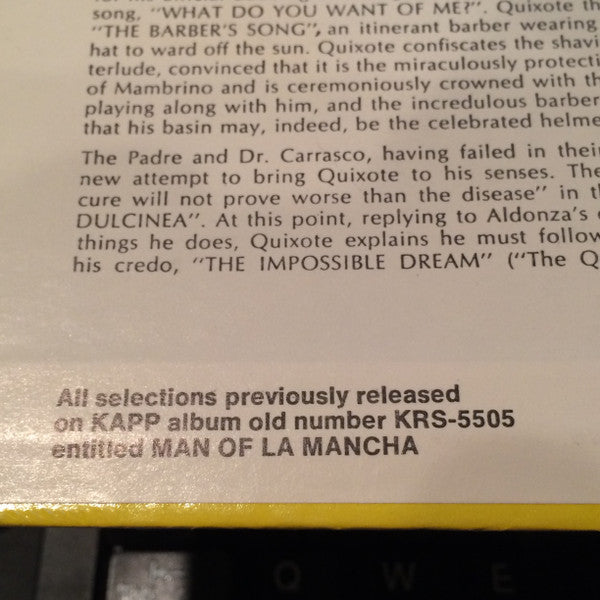 song, "WHAT DO YOU WANT OF ME?". Quixote th
"THE BARBER'S SONG", an itinerant barber wearing
hat to ward off the sun. Quixote confiscates the shavi
terlude, convinced that it is the miraculously protecti
of Mambrino and is ceremoniously crowned with th
playing along with him, and the incredulous barber
that his basin may, indeed, be the celebrated helme
The Padre and Dr. Carrasco, having failed in thei
new attempt to bring Quixote to his senses. The
cure will not prove worse than the disease" in t
DULCINEA". At this point, replying to Aldonza's
things he does, Quixote explains he must follow
his credo, "THE IMPOSSIBLE DREAM" ("The Q
All selections previously released
on KAPP album old number KRS-5505
entitled MAN OF LA MANCHA
Q W E